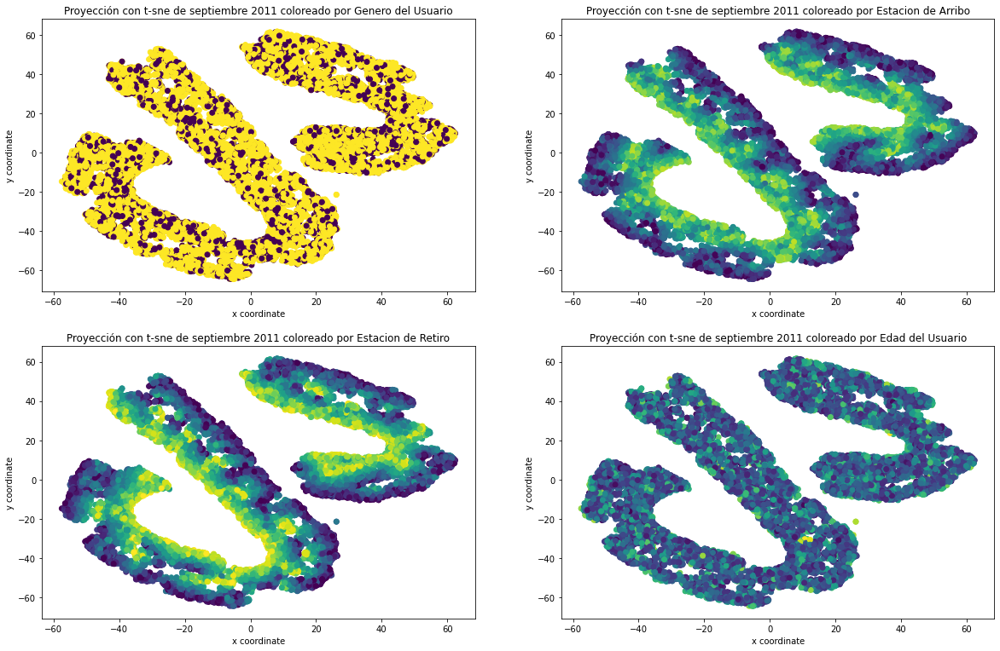 Proyección con t-sne de septiembre 2011 coloreado por Genero del Usuario
60
40
20
0
−20
−40
−60
y coordinate
−60 −40 −20 0 20 40 60
x coordinate
Proyección con t-sne de septiembre 2011 coloreado por Estacion de Arribo
60
40
20
0
−20
−40
−60
y coordinate
−60 −40 −20 0 20 40 60
x coordinate
Proyección con t-sne de septiembre 2011 coloreado por Estacion de Retiro
60
40
20
0
−20
−40
−60
y coordinate
−60 −40 −20 0 20 40 60
x coordinate
Proyección con t-sne de septiembre 2011 coloreado por Edad del Usuario
60
40
20
0
−20
−40
−60
y coordinate
−60 −40 −20 0 20 40 60
x coordinate